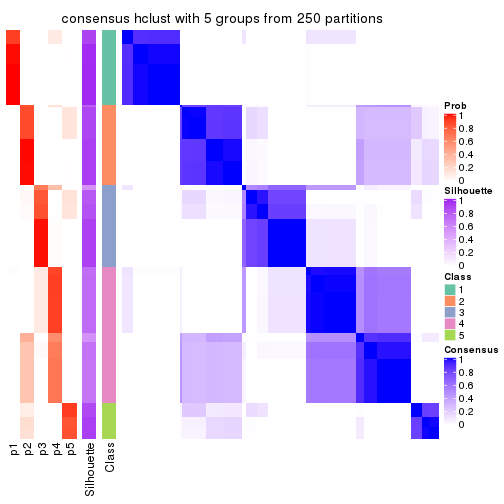 consensus hclust with 5 groups from 250 partitions
Prob
1
0.8
0.6
0.4
0.2
0
Silhouette
1
0.8
0.6
0.4
0.2
0
Class
1
2
3
4
5
Consensus
1
0.8
0.6
0.4
0.2
0
p1
p2
p3
p4
p5
Silhouette
Class